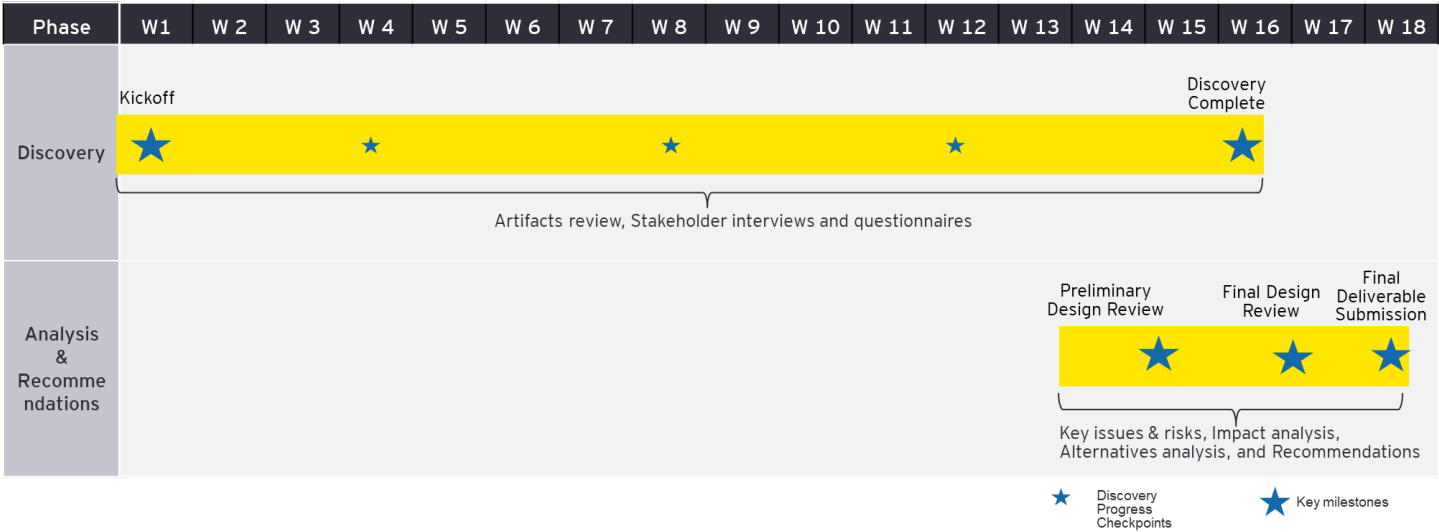 Phase W1 W 2 W 3 W 4 W 5 W 6 W 7 W 8 W 9 W 10 W 11 W 12 W 13 W 14 W 15 W 16 W 17 W 18
Kickoff
Discovery
Complete
Discovery
Artifacts review, Stakeholder interviews and questionnaires
Analysis
&
Recomme
ndations
Preliminary
Design Review
Final Design
Review
Final
Deliverable
Submission
Key issues & risks, Impact analysis,
Alternatives analysis, and Recommendations
Discovery
Progress
Checkpoints
Key milestones